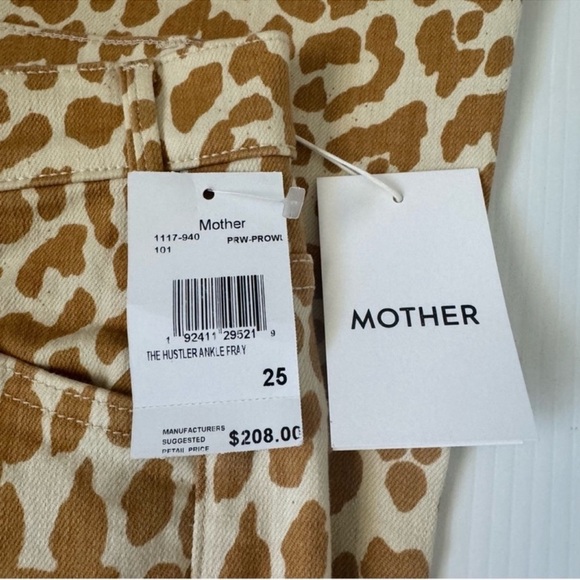 Mother
1117-940 PRW-PROWL
101
1 92411 29521 9
THE HUSTLER ANKLE FRAY
25
MANUFACTURERS
SUGGESTED
RETAIL PRICE $208.00
MOTHER